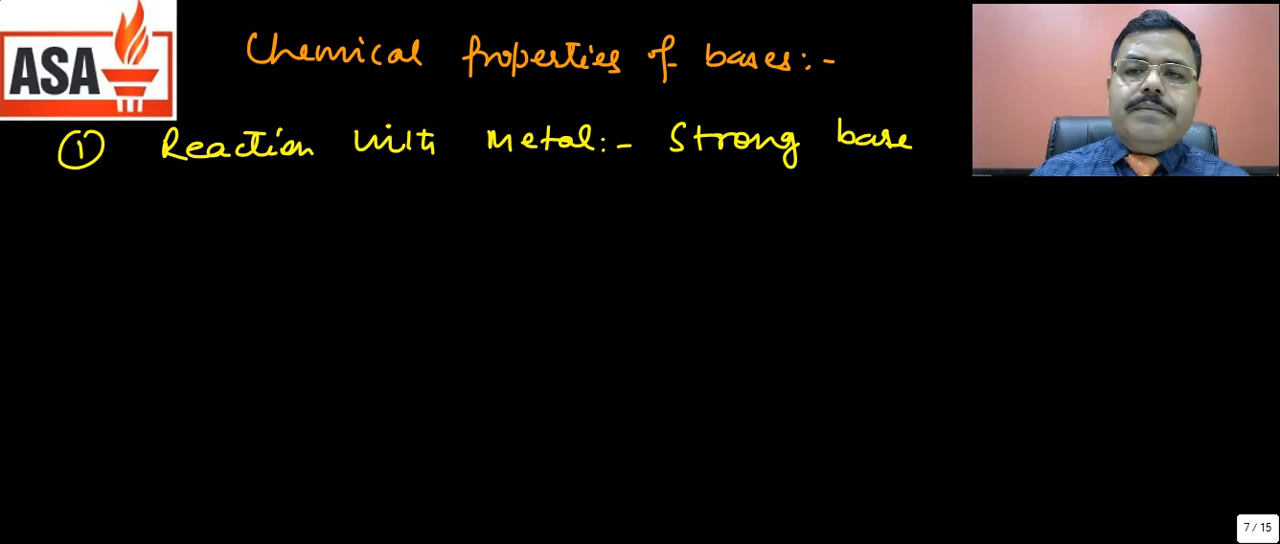 ASA
Chemical properties of bases:-
① Reaction with Metal:- Strong base
7 / 15